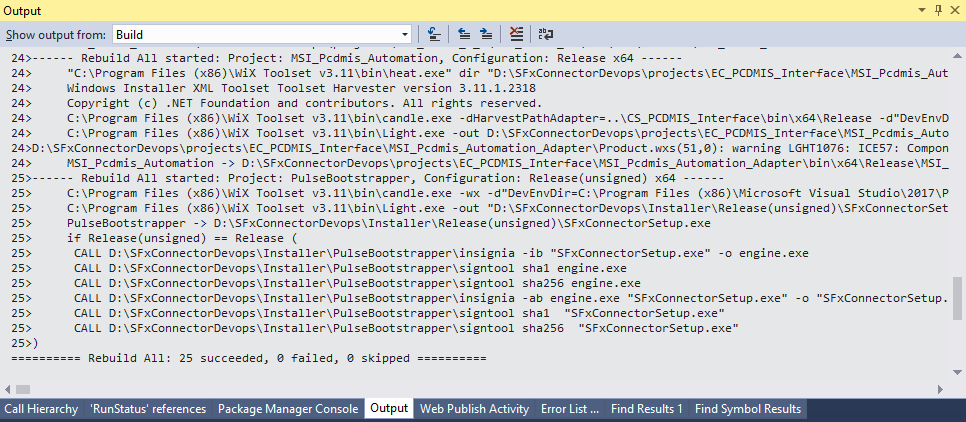 Output
Show output from: Build
24>------ Rebuild All started: Project: MSI_Pcdmis_Automation, Configuration: Release x64 ------
24>     "C:\Program Files (x86)\WiX Toolset v3.11\bin\heat.exe" dir "D:\SFxConnectorDevops\projects\EC_PCDMIS_Interface\MSI_Pcdmis_Aut
24>     Windows Installer XML Toolset Toolset Harvester version 3.11.1.2318
24>     Copyright (c) .NET Foundation and contributors. All rights reserved.
24>     C:\Program Files (x86)\WiX Toolset v3.11\bin\candle.exe -dHarvestPathAdapter=..\CS_PCDMIS_Interface\bin\x64\Release -d"DevEnvD
24>     C:\Program Files (x86)\WiX Toolset v3.11\bin\Light.exe -out D:\SFxConnectorDevops\projects\EC_PCDMIS_Interface\MSI_Pcdmis_Auto
24>D:\SFxConnectorDevops\projects\EC_PCDMIS_Interface\MSI_Pcdmis_Automation_Adapter\Product.wxs(51,0): warning LGHT1076: ICE57: Compon
24>     MSI_Pcdmis_Automation -> D:\SFxConnectorDevops\projects\EC_PCDMIS_Interface\MSI_Pcdmis_Automation_Adapter\bin\x64\Release\MSI_
25>------ Rebuild All started: Project: PulseBootstrapper, Configuration: Release(unsigned) x64 ------
25>     C:\Program Files (x86)\WiX Toolset v3.11\bin\candle.exe -wx -d"DevEnvDir=C:\Program Files (x86)\Microsoft Visual Studio\2017\P
25>     C:\Program Files (x86)\WiX Toolset v3.11\bin\Light.exe -out "D:\SFxConnectorDevops\Installer\Release(unsigned)\SFxConnectorSet
25>     PulseBootstrapper -> D:\SFxConnectorDevops\Installer\Release(unsigned)\SFxConnectorSetup.exe
25>     if Release(unsigned) == Release (
25>      CALL D:\SFxConnectorDevops\Installer\PulseBootstrapper\insignia -ib "SFxConnectorSetup.exe" -o engine.exe
25>      CALL D:\SFxConnectorDevops\Installer\PulseBootstrapper\signtool sha1 engine.exe
25>      CALL D:\SFxConnectorDevops\Installer\PulseBootstrapper\signtool sha256 engine.exe
25>      CALL D:\SFxConnectorDevops\Installer\PulseBootstrapper\insignia -ab engine.exe "SFxConnectorSetup.exe" -o "SFxConnectorSetup.
25>      CALL D:\SFxConnectorDevops\Installer\PulseBootstrapper\signtool sha1  "SFxConnectorSetup.exe"
25>      CALL D:\SFxConnectorDevops\Installer\PulseBootstrapper\signtool sha256  "SFxConnectorSetup.exe"
25>)
========== Rebuild All: 25 succeeded, 0 failed, 0 skipped ==========
Call Hierarchy 'RunStatus' references Package Manager Console Output Web Publish Activity Error List ... Find Results 1 Find Symbol Results